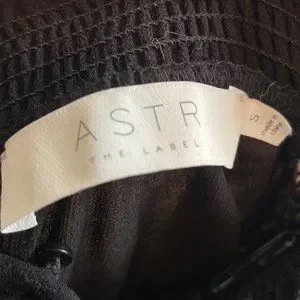 ASTR
THE LABEL
S
made in
china